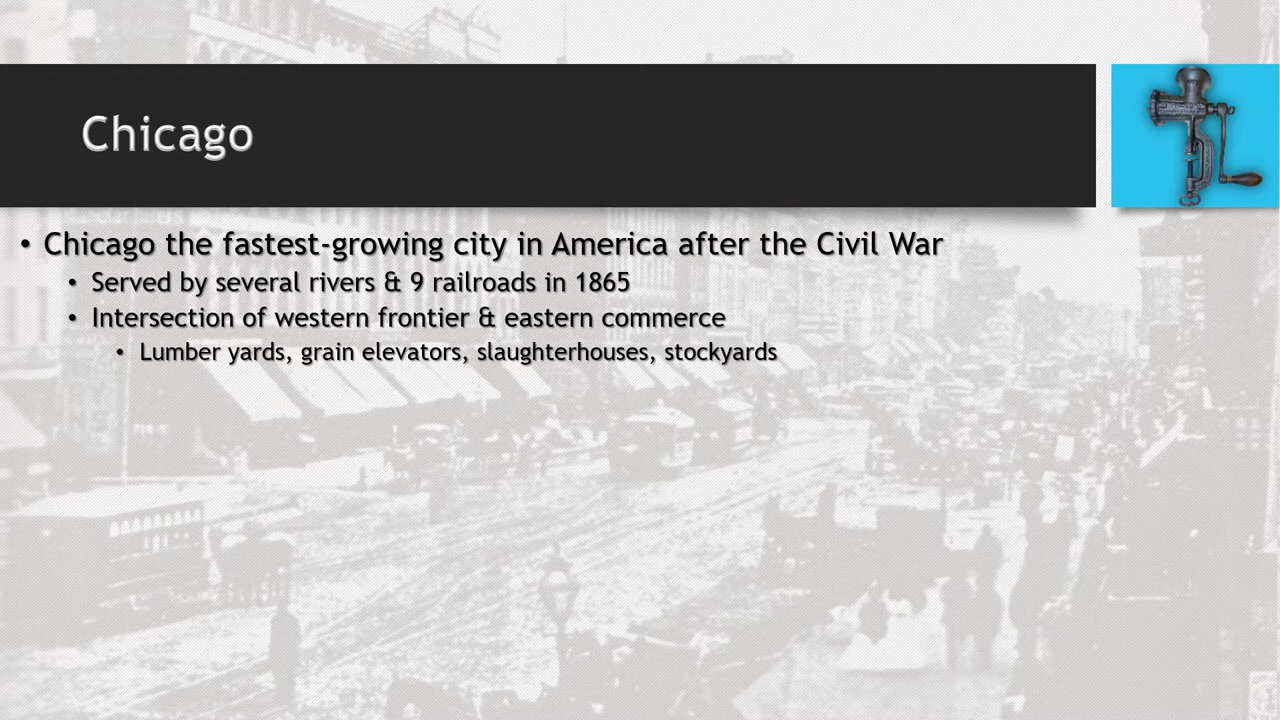 Chicago
• Chicago the fastest-growing city in America after the Civil War
• Served by several rivers & 9 railroads in 1865
• Intersection of western frontier & eastern commerce
• Lumber yards, grain elevators, slaughterhouses, stockyards